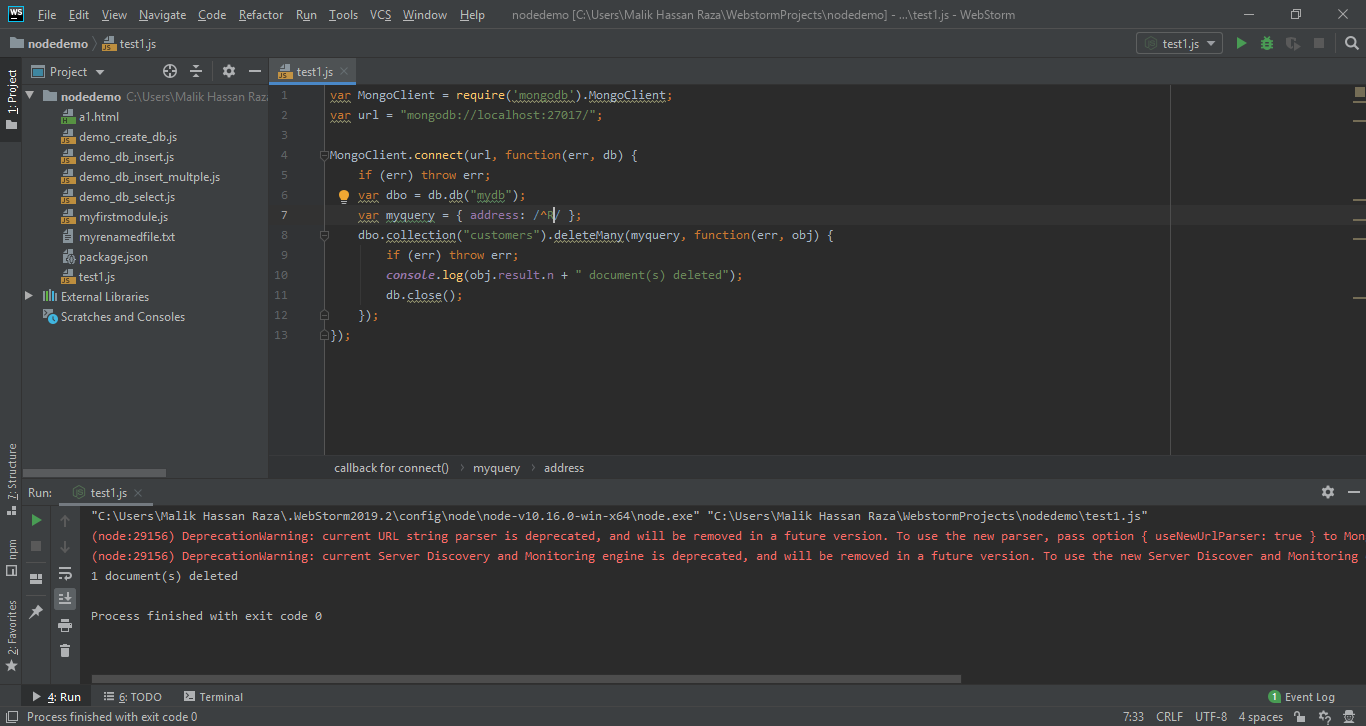 WS File Edit View Navigate Code Refactor Run Tools VCS Window Help nodedemo [C:\Users\Malik Hassan Raza\WebstormProjects\nodedemo] - ...\test1.js - WebStorm
nodedemo test1.js test1.js
1: Project
Project
test1.js
nodedemo C:\Users\Malik Hassan Raza
a1.html
demo_create_db.js
demo_db_insert.js
demo_db_insert_multple.js
demo_db_select.js
myfirstmodule.js
myrenamedfile.txt
package.json
test1.js
External Libraries
Scratches and Consoles
1 var MongoClient = require('mongodb').MongoClient;
2 var url = "mongodb://localhost:27017/";
3
4 MongoClient.connect(url, function(err, db) {
5 if (err) throw err;
6 var dbo = db.db("mydb");
7 var myquery = { address: /^R/ };
8 dbo.collection("customers").deleteMany(myquery, function(err, obj) {
9 if (err) throw err;
10 console.log(obj.result.n + " document(s) deleted");
11 db.close();
12 });
13 });
callback for connect() myquery address
7: Structure
npm
2: Favorites
Run: test1.js
"C:\Users\Malik Hassan Raza\.WebStorm2019.2\config\node\node-v10.16.0-win-x64\node.exe" "C:\Users\Malik Hassan Raza\WebstormProjects\nodedemo\test1.js"
(node:29156) DeprecationWarning: current URL string parser is deprecated, and will be removed in a future version. To use the new parser, pass option { useNewUrlParser: true } to Mon
(node:29156) DeprecationWarning: current Server Discovery and Monitoring engine is deprecated, and will be removed in a future version. To use the new Server Discover and Monitoring
1 document(s) deleted
Process finished with exit code 0
4: Run 6: TODO Terminal 1 Event Log
Process finished with exit code 0 7:33 CRLF UTF-8 4 spaces